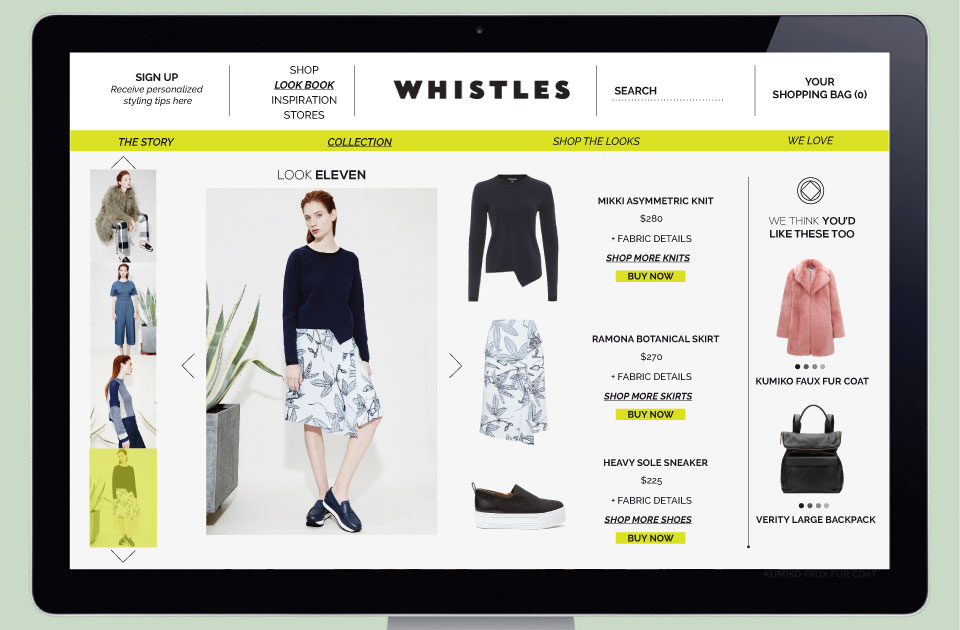 SIGN UP
Receive personalized
styling tips here
SHOP
LOOK BOOK
INSPIRATION
STORES
WHISTLES
SEARCH
YOUR
SHOPPING BAG (0)
THE STORY
COLLECTION
SHOP THE LOOKS
WE LOVE
LOOK ELEVEN
MIKKI ASYMMETRIC KNIT
$280
+ FABRIC DETAILS
SHOP MORE KNITS
BUY NOW
RAMONA BOTANICAL SKIRT
$270
+ FABRIC DETAILS
SHOP MORE SKIRTS
BUY NOW
HEAVY SOLE SNEAKER
$225
+ FABRIC DETAILS
SHOP MORE SHOES
BUY NOW
WE THINK YOU'D
LIKE THESE TOO
KUMIKO FAUX FUR COAT
VERITY LARGE BACKPACK
KUMIKO FAUX FUR COAT